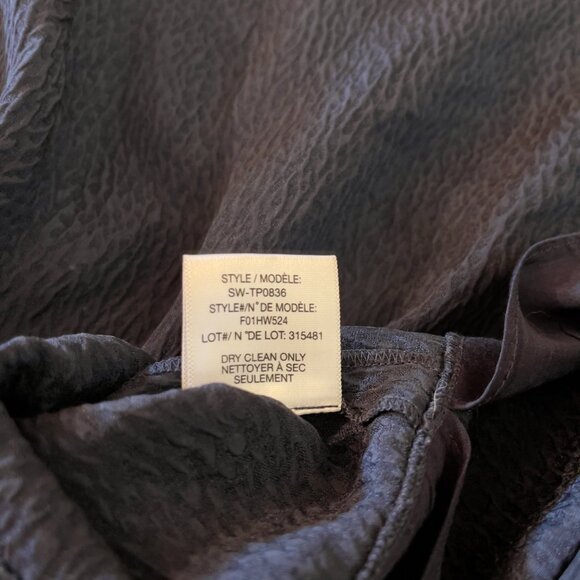 STYLE / MODÈLE:
SW-TP0836
STYLE#/N° DE MODÈLE:
F01HW524
LOT#/ N °DE LOT: 315481
DRY CLEAN ONLY
NETTOYER À SEC
SEULEMENT